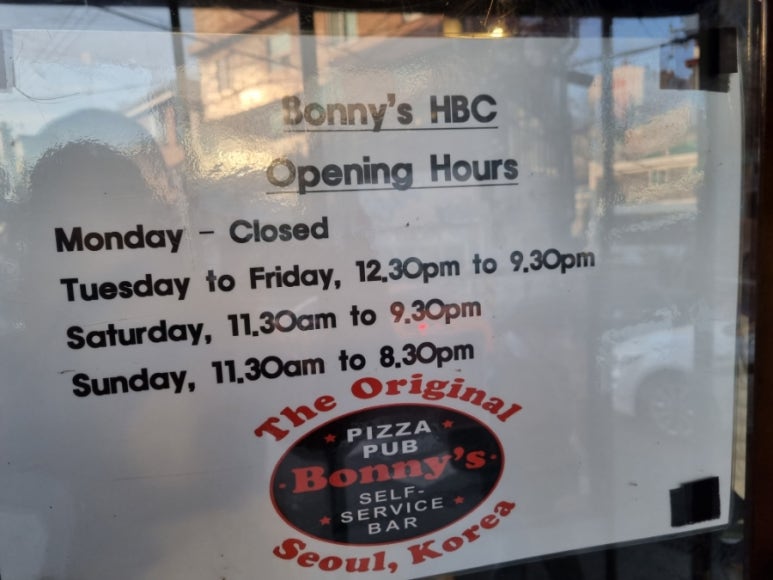 Bonny's HBC
Opening Hours
Monday - Closed
Tuesday to Friday, 12.30pm to 9.30pm
Saturday, 11.30am to 9.30pm
Sunday, 11.30am to 8.30pm
The Original
PIZZA
PUB
Bonny's
SELF-
SERVICE
BAR
Seoul, Korea